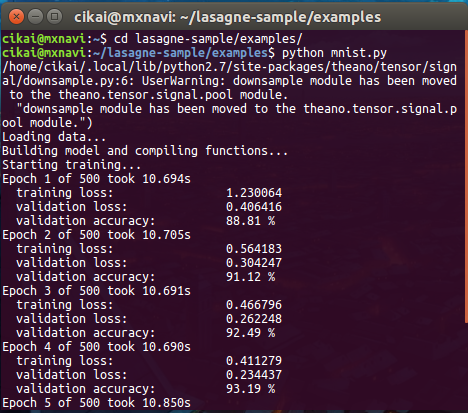 cikai@mxnavi: ~/lasagne-sample/examples
cikai@mxnavi:~$ cd lasagne-sample/examples/
cikai@mxnavi:~/lasagne-sample/examples$ python mnist.py
/home/cikai/.local/lib/python2.7/site-packages/theano/tensor/sign
al/downsample.py:6: UserWarning: downsample module has been moved
 to the theano.tensor.signal.pool module.
  "downsample module has been moved to the theano.tensor.signal.p
ool module.")
Loading data...
Building model and compiling functions...
Starting training...
Epoch 1 of 500 took 10.694s
  training loss:                1.230064
  validation loss:              0.406416
  validation accuracy:          88.81 %
Epoch 2 of 500 took 10.705s
  training loss:                0.564183
  validation loss:              0.304247
  validation accuracy:          91.12 %
Epoch 3 of 500 took 10.691s
  training loss:                0.466796
  validation loss:              0.262248
  validation accuracy:          92.49 %
Epoch 4 of 500 took 10.690s
  training loss:                0.411279
  validation loss:              0.234437
  validation accuracy:          93.19 %
Epoch 5 of 500 took 10.850s